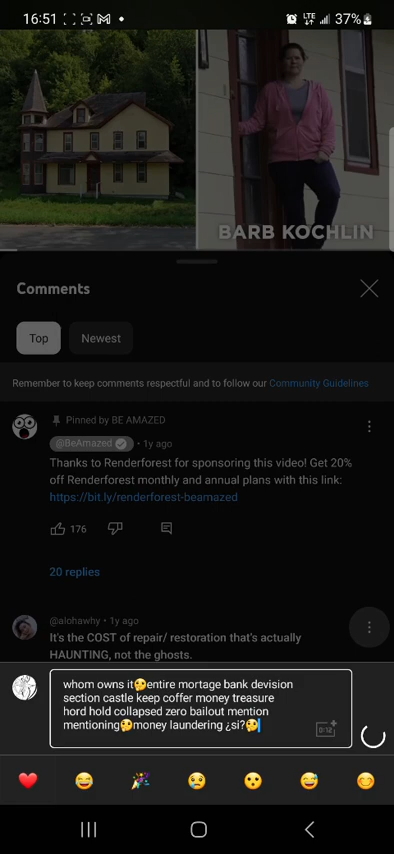 16:51
LTE
37%
BARB KOCHLIN
Comments
Top
Newest
Remember to keep comments respectful and to follow our Community Guidelines
Pinned by BE AMAZED
@BeAmazed • 1y ago
Thanks to Renderforest for sponsoring this video! Get 20%
off Renderforest monthly and annual plans with this link:
https://bit.ly/renderforest-beamazed
176
20 replies
@alohawhy • 1y ago
It's the COST of repair/ restoration that's actually
HAUNTING, not the ghosts.
whom owns it🤔entire mortage bank devision
section castle keep coffer money treasure
hord hold collapsed zero bailout mention
mentioning🤔money laundering ¿si?🤔
0:12